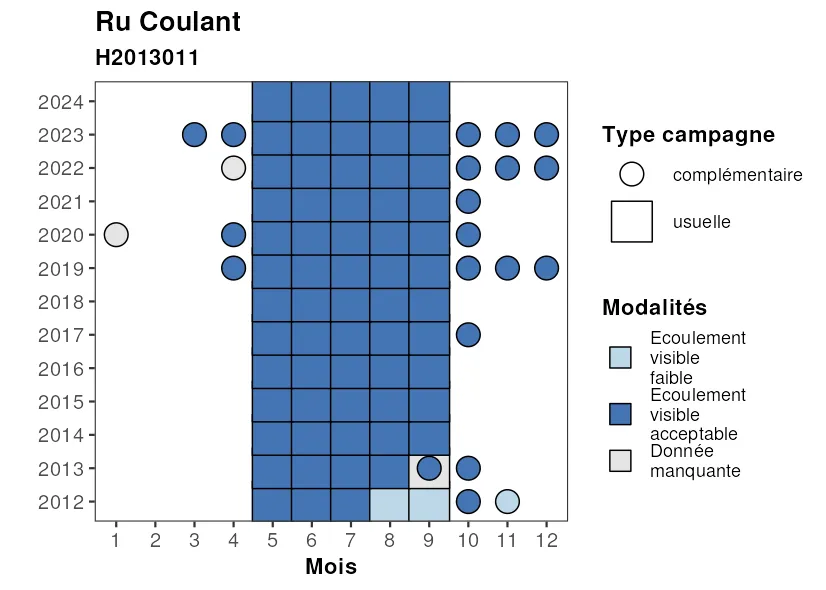 Ru Coulant
H2013011
2024
2023
2022
2021
2020
2019
2018
2017
2016
2015
2014
2013
2012
1 2 3 4 5 6 7 8 9 10 11 12
Mois
Type campagne
complémentaire
usuelle
Modalités
Ecoulement
visible
faible
Ecoulement
visible
acceptable
Donnée
manquante